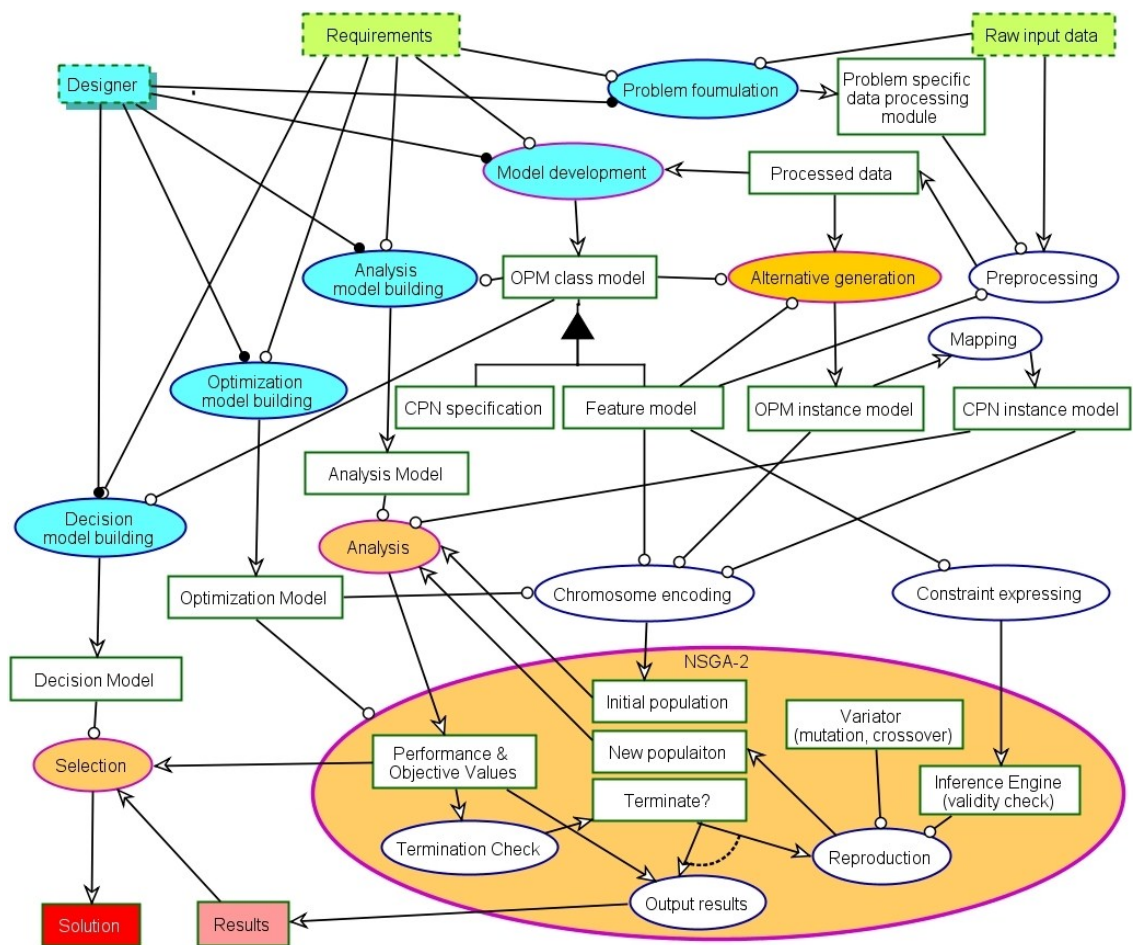 Requirements
Raw input data
Designer
Problem foumulation
Problem specific
data processing
module
Model development
Processed data
Analysis
model building
OPM class model
Alternative generation
Preprocessing
Mapping
Optimization
model building
CPN specification
Feature model
OPM instance model
CPN instance model
Analysis Model
Decision
model building
Analysis
Optimization Model
Chromosome encoding
Constraint expressing
NSGA-2
Decision Model
Initial population
Variator
(mutation, crossover)
Selection
Performance &
Objective Values
New populaiton
Inference Engine
(validity check)
Terminate?
Termination Check
Reproduction
Solution
Results
Output results